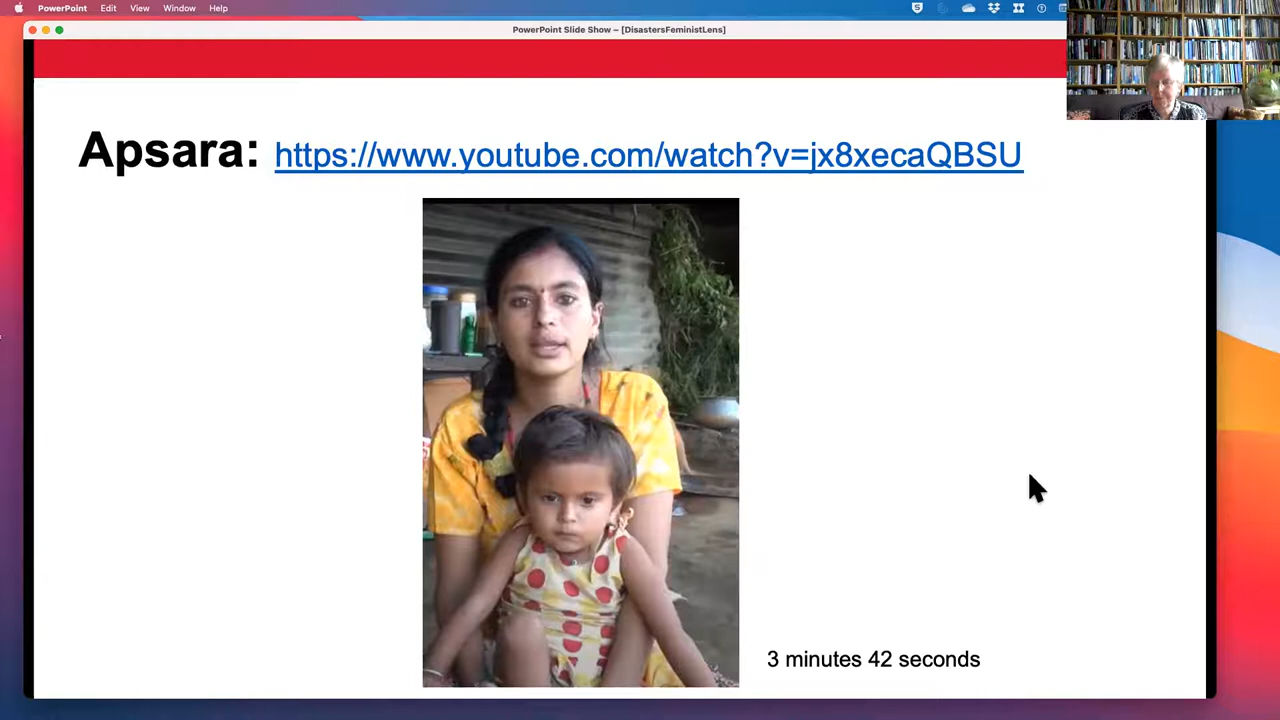 PowerPoint Edit View Window Help
PowerPoint Slide Show – [DisastersFeministLens]
Apsara: https://www.youtube.com/watch?v=jx8xecaQBSU
3 minutes 42 seconds